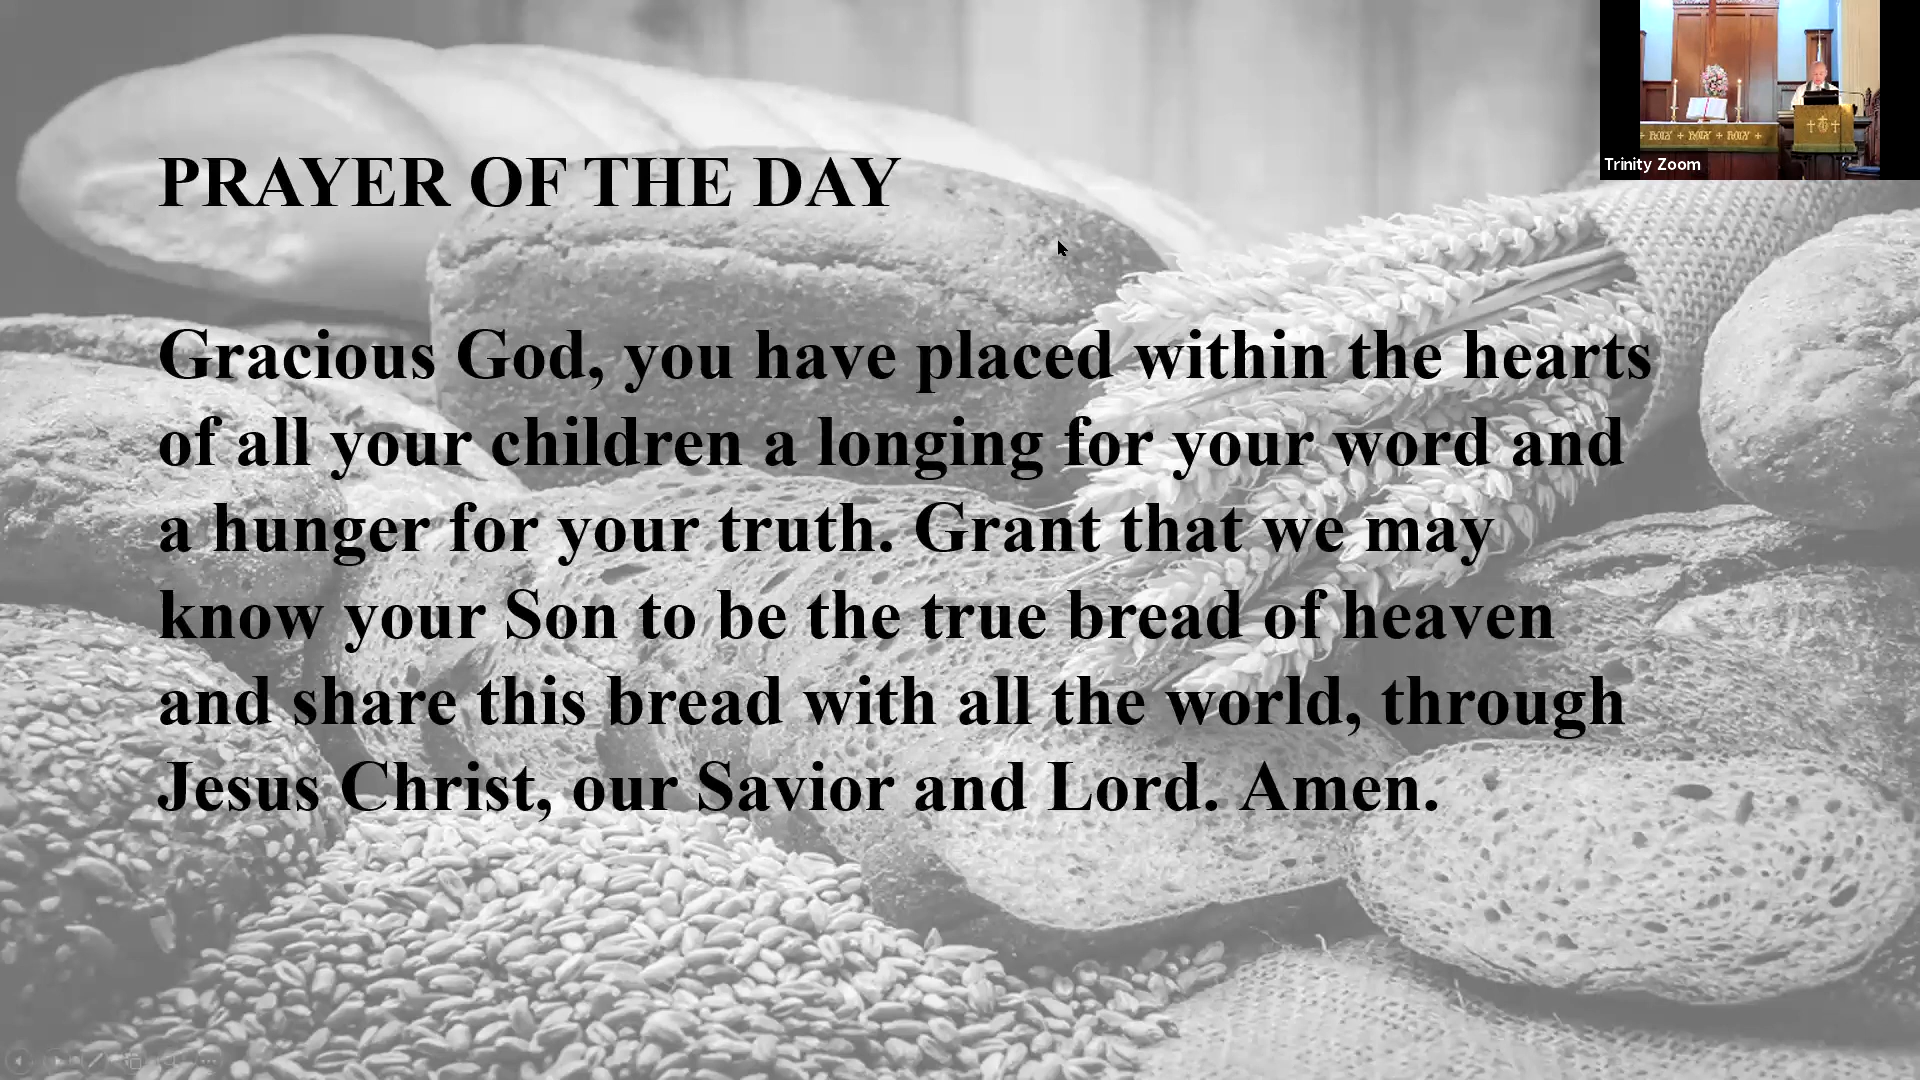 PRAYER OF THE DAY
Gracious God, you have placed within the hearts
of all your children a longing for your word and
a hunger for your truth. Grant that we may
know your Son to be the true bread of heaven
and share this bread with all the world, through
Jesus Christ, our Savior and Lord. Amen.
HOLY + HOLY + HOLY +
Trinity Zoom